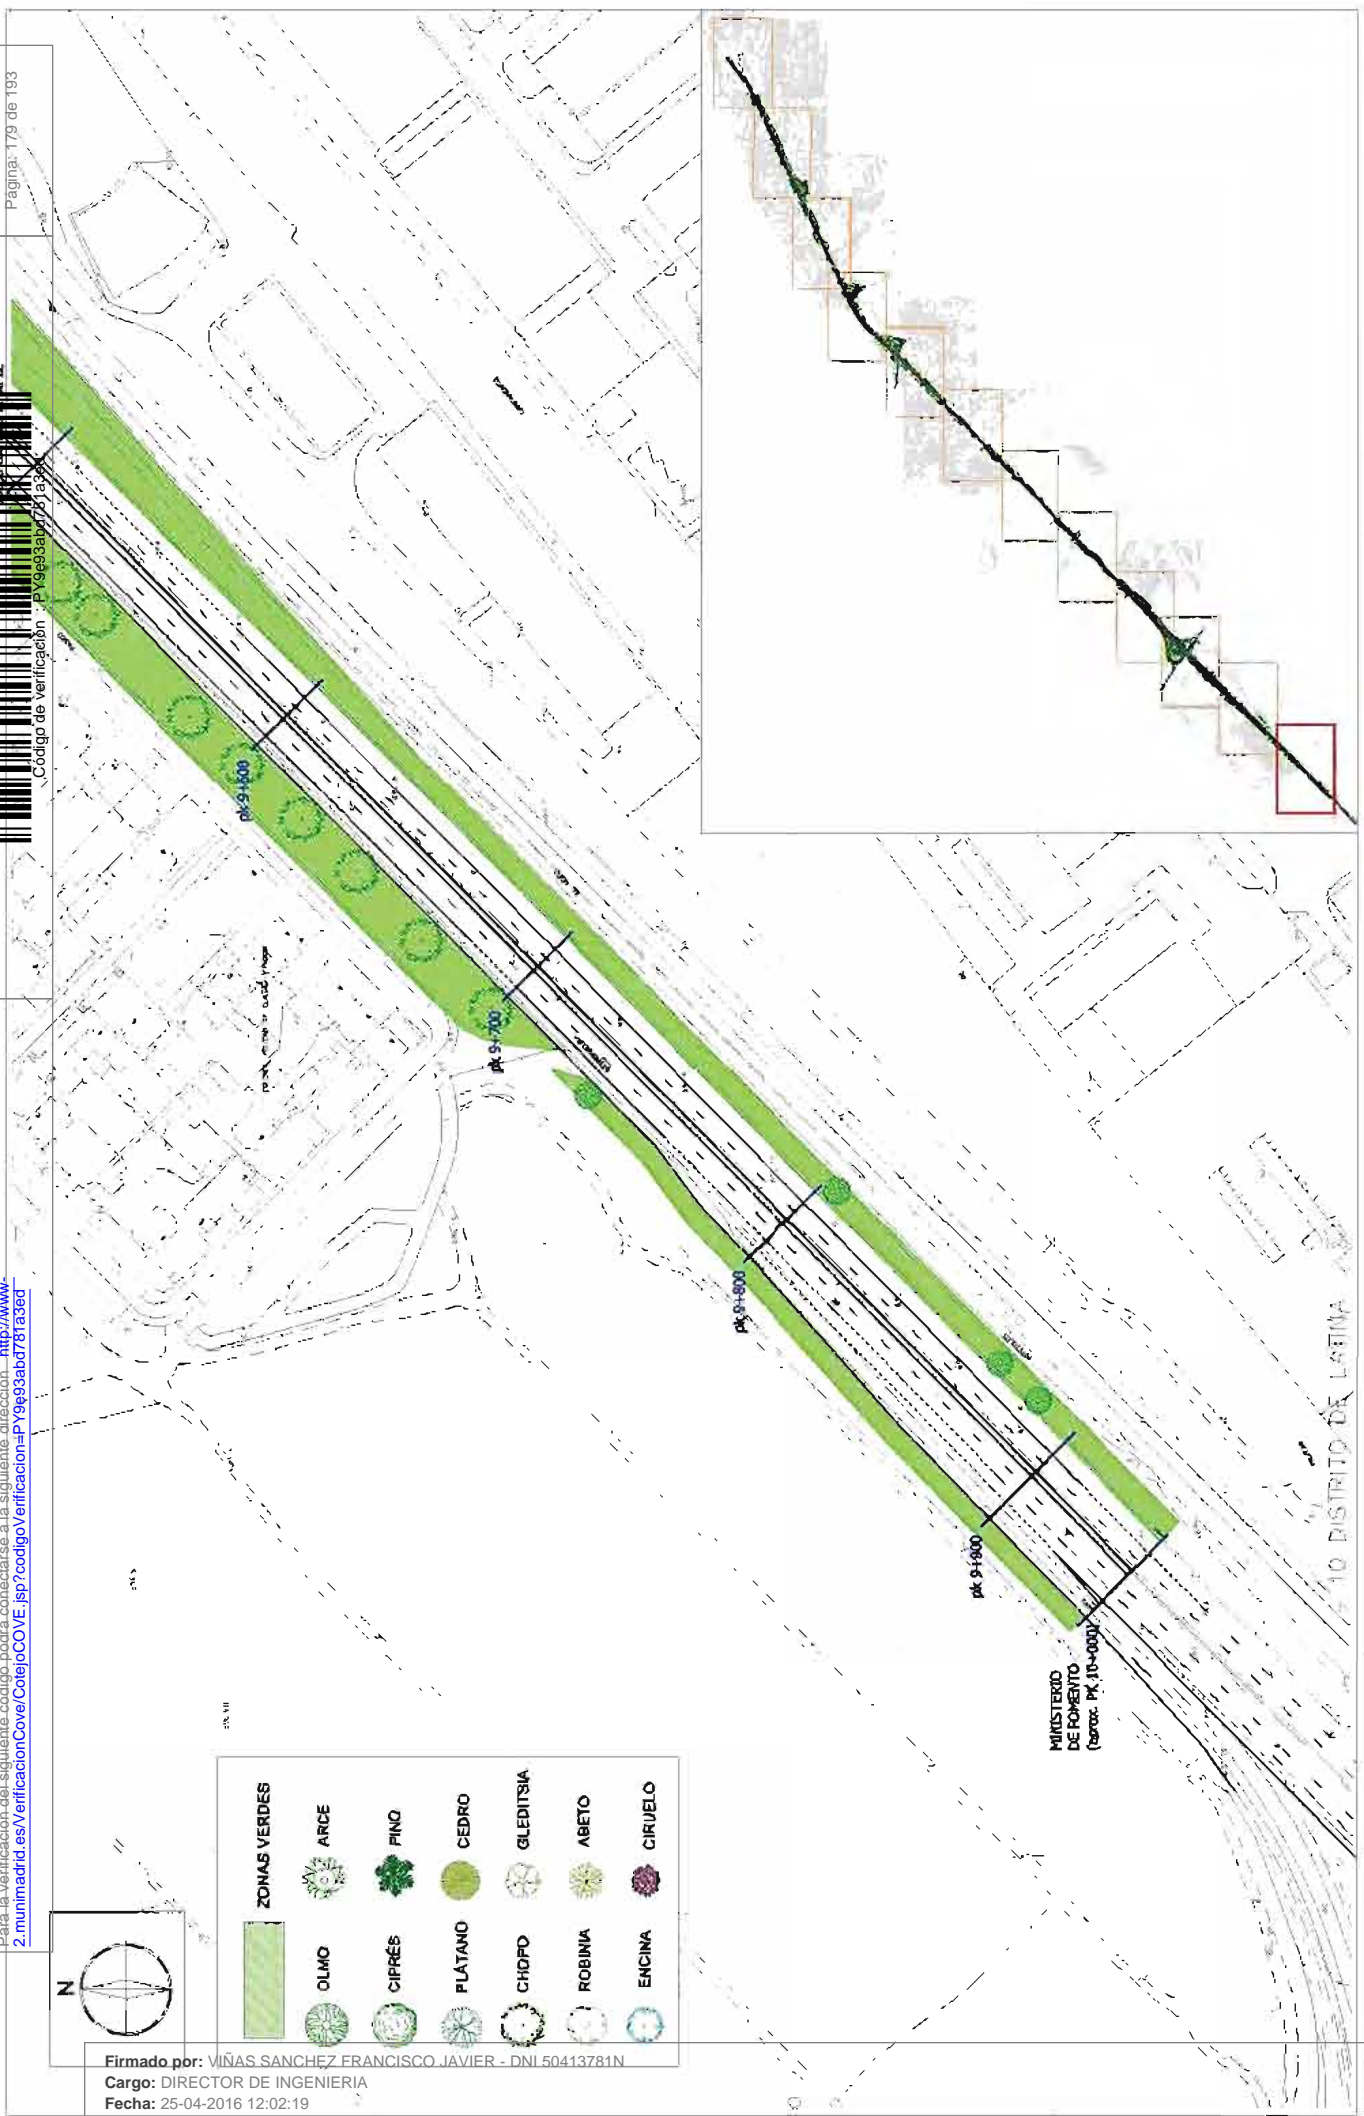 Página: 179 de 193
Código de verificación : PY9e93abd781a3ed
Para la verificación del siguiente código podrá conectarse a la siguiente dirección http://www-
2.munimadrid.es/VerificacionCove/CotejoCOVE.jsp?codigoVerificacion=PY9e93abd781a3ed
pk 9+600
pk 9+700
pk 9+800
pk 9+900
MINISTERIO
DE FOMENTO
(aprox. PK 10+000)
10 DISTRITO DE LATINA
N
ZONAS VERDES
OLMO
ARCE
CIPRÉS
PINO
PLÁTANO
CEDRO
CHOPO
GLEDITSIA
ROBINIA
ABETO
ENCINA
CIRUELO
Firmado por: VIÑAS SANCHEZ FRANCISCO JAVIER - DNI 50413781N
Cargo: DIRECTOR DE INGENIERIA
Fecha: 25-04-2016 12:02:19